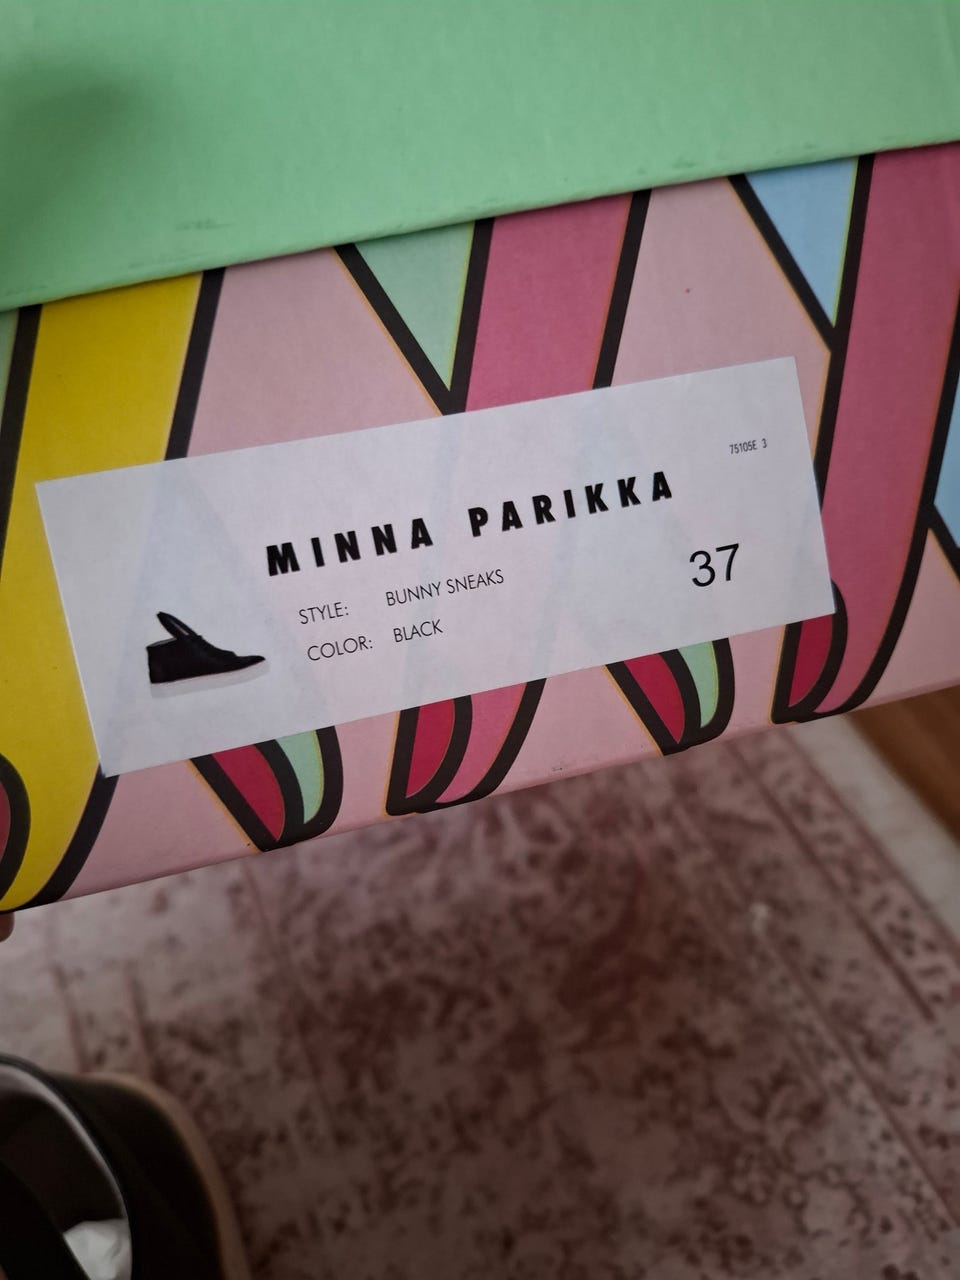 75105E 3
MINNA PARIKKA
STYLE: BUNNY SNEAKS
37
COLOR: BLACK